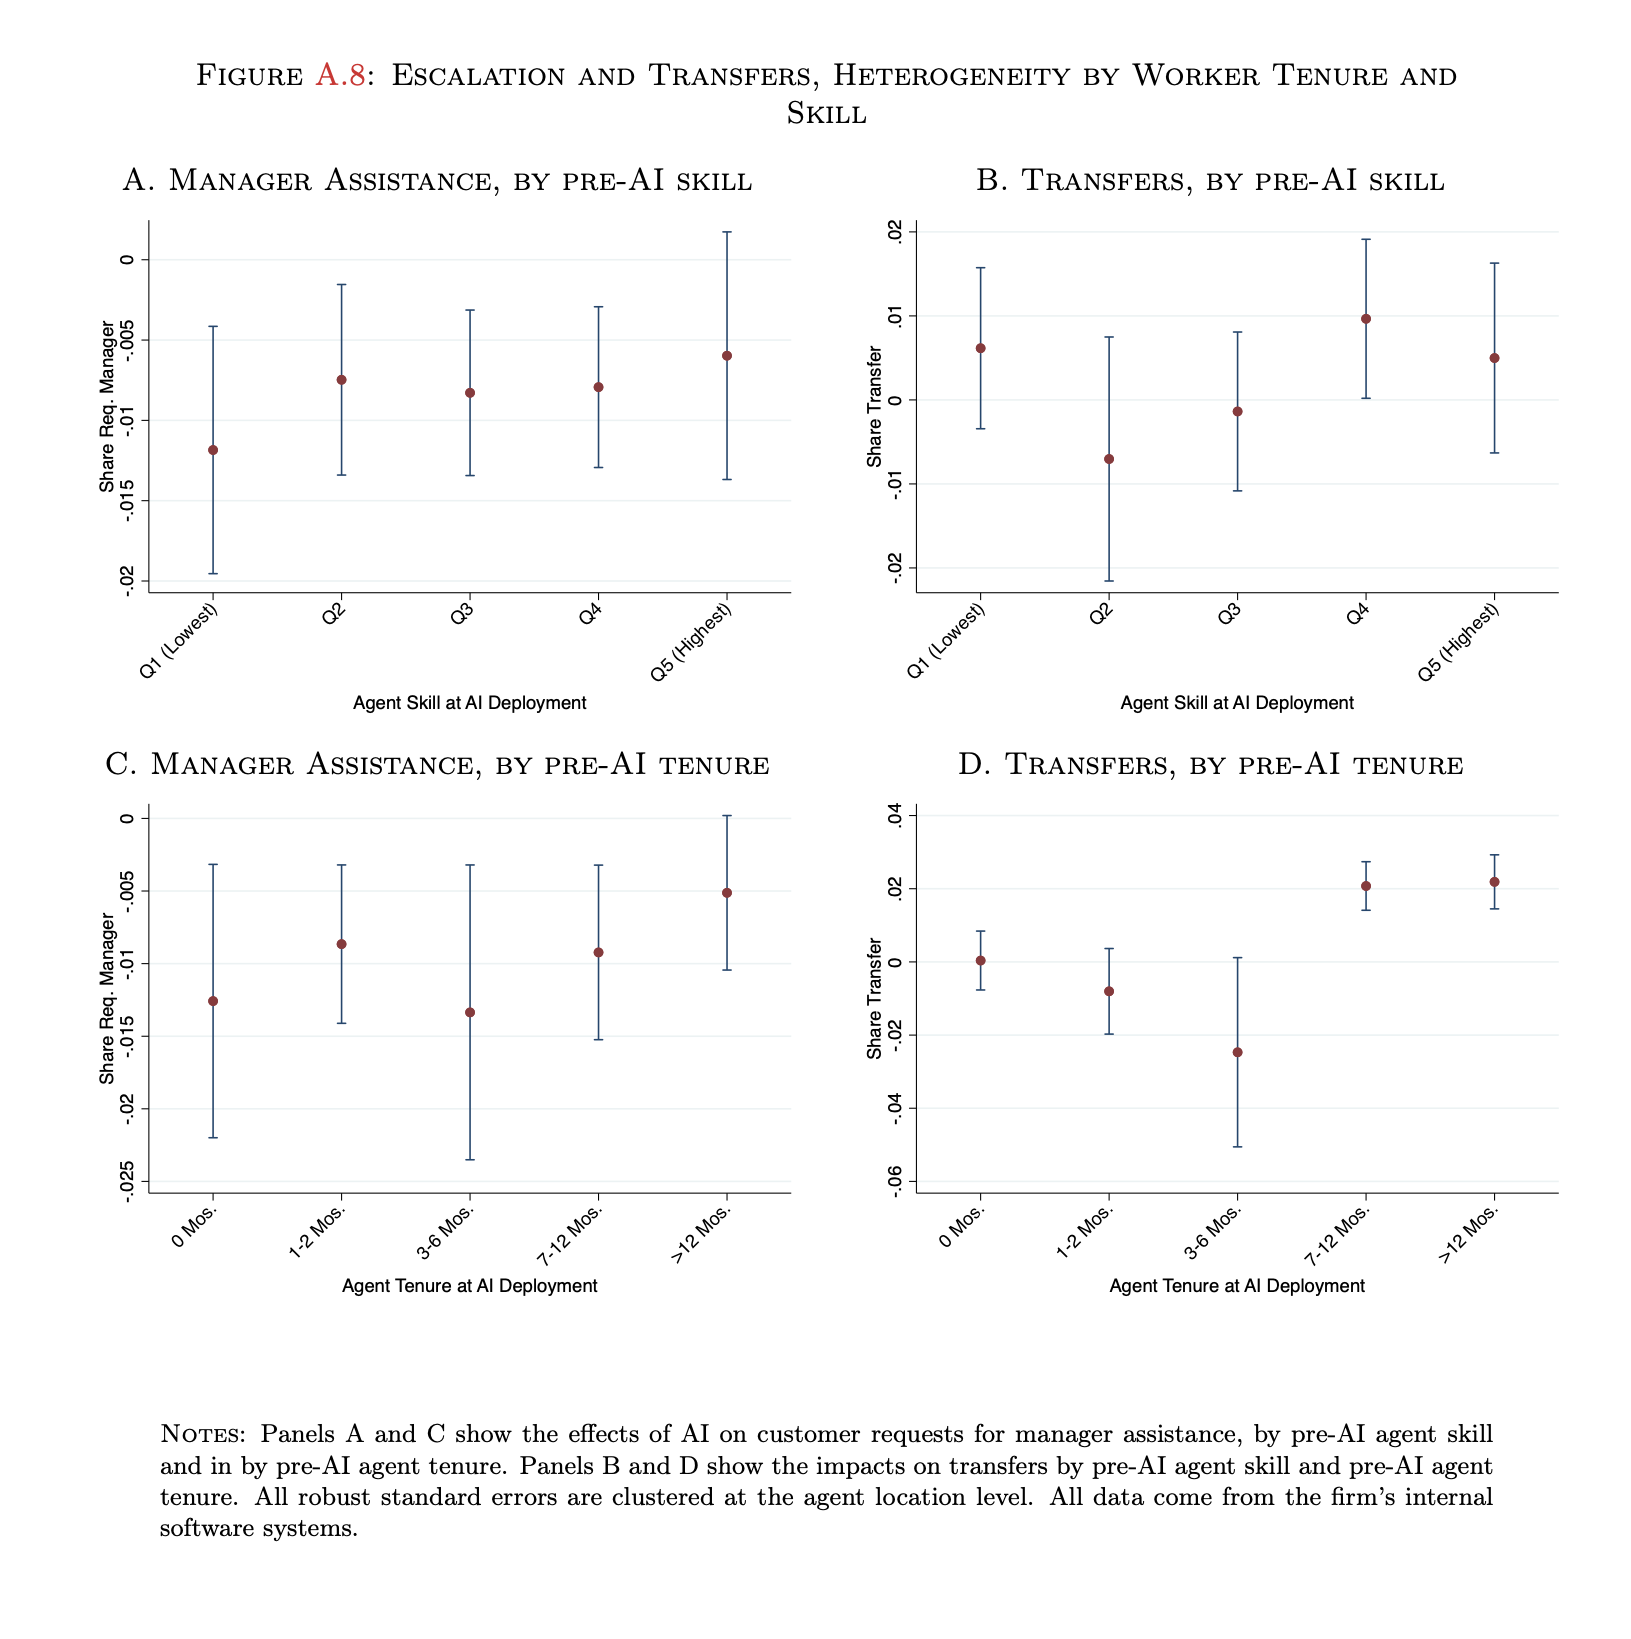 FIGURE A.8: ESCALATION AND TRANSFERS, HETEROGENEITY BY WORKER TENURE AND
SKILL
A. MANAGER ASSISTANCE, BY PRE-AI SKILL
Share Req. Manager
0
-.005
-.01
-.015
-.02
Q1 (Lowest)
Q2
Q3
Q4
Q5 (Highest)
Agent Skill at AI Deployment
B. TRANSFERS, BY PRE-AI SKILL
Share Transfer
.02
.01
0
-.01
-.02
Q1 (Lowest)
Q2
Q3
Q4
Q5 (Highest)
Agent Skill at AI Deployment
C. MANAGER ASSISTANCE, BY PRE-AI TENURE
Share Req. Manager
0
-.005
-.01
-.015
-.02
-.025
0 Mos.
1-2 Mos.
3-6 Mos.
7-12 Mos.
>12 Mos.
Agent Tenure at AI Deployment
D. TRANSFERS, BY PRE-AI TENURE
Share Transfer
.04
.02
0
-.02
-.04
-.06
0 Mos.
1-2 Mos.
3-6 Mos.
7-12 Mos.
>12 Mos.
Agent Tenure at AI Deployment
NOTES: Panels A and C show the effects of AI on customer requests for manager assistance, by pre-AI agent skill
and in by pre-AI agent tenure. Panels B and D show the impacts on transfers by pre-AI agent skill and pre-AI agent
tenure. All robust standard errors are clustered at the agent location level. All data come from the firm's internal
software systems.